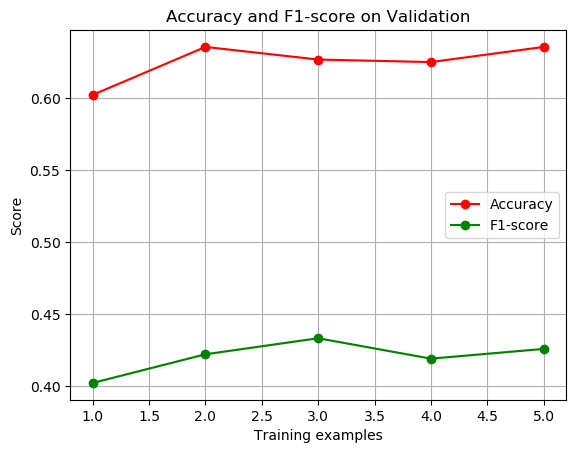 Accuracy and F1-score on Validation
Score
0.60
0.55
0.50
0.45
0.40
Accuracy
F1-score
1.0 1.5 2.0 2.5 3.0 3.5 4.0 4.5 5.0
Training examples